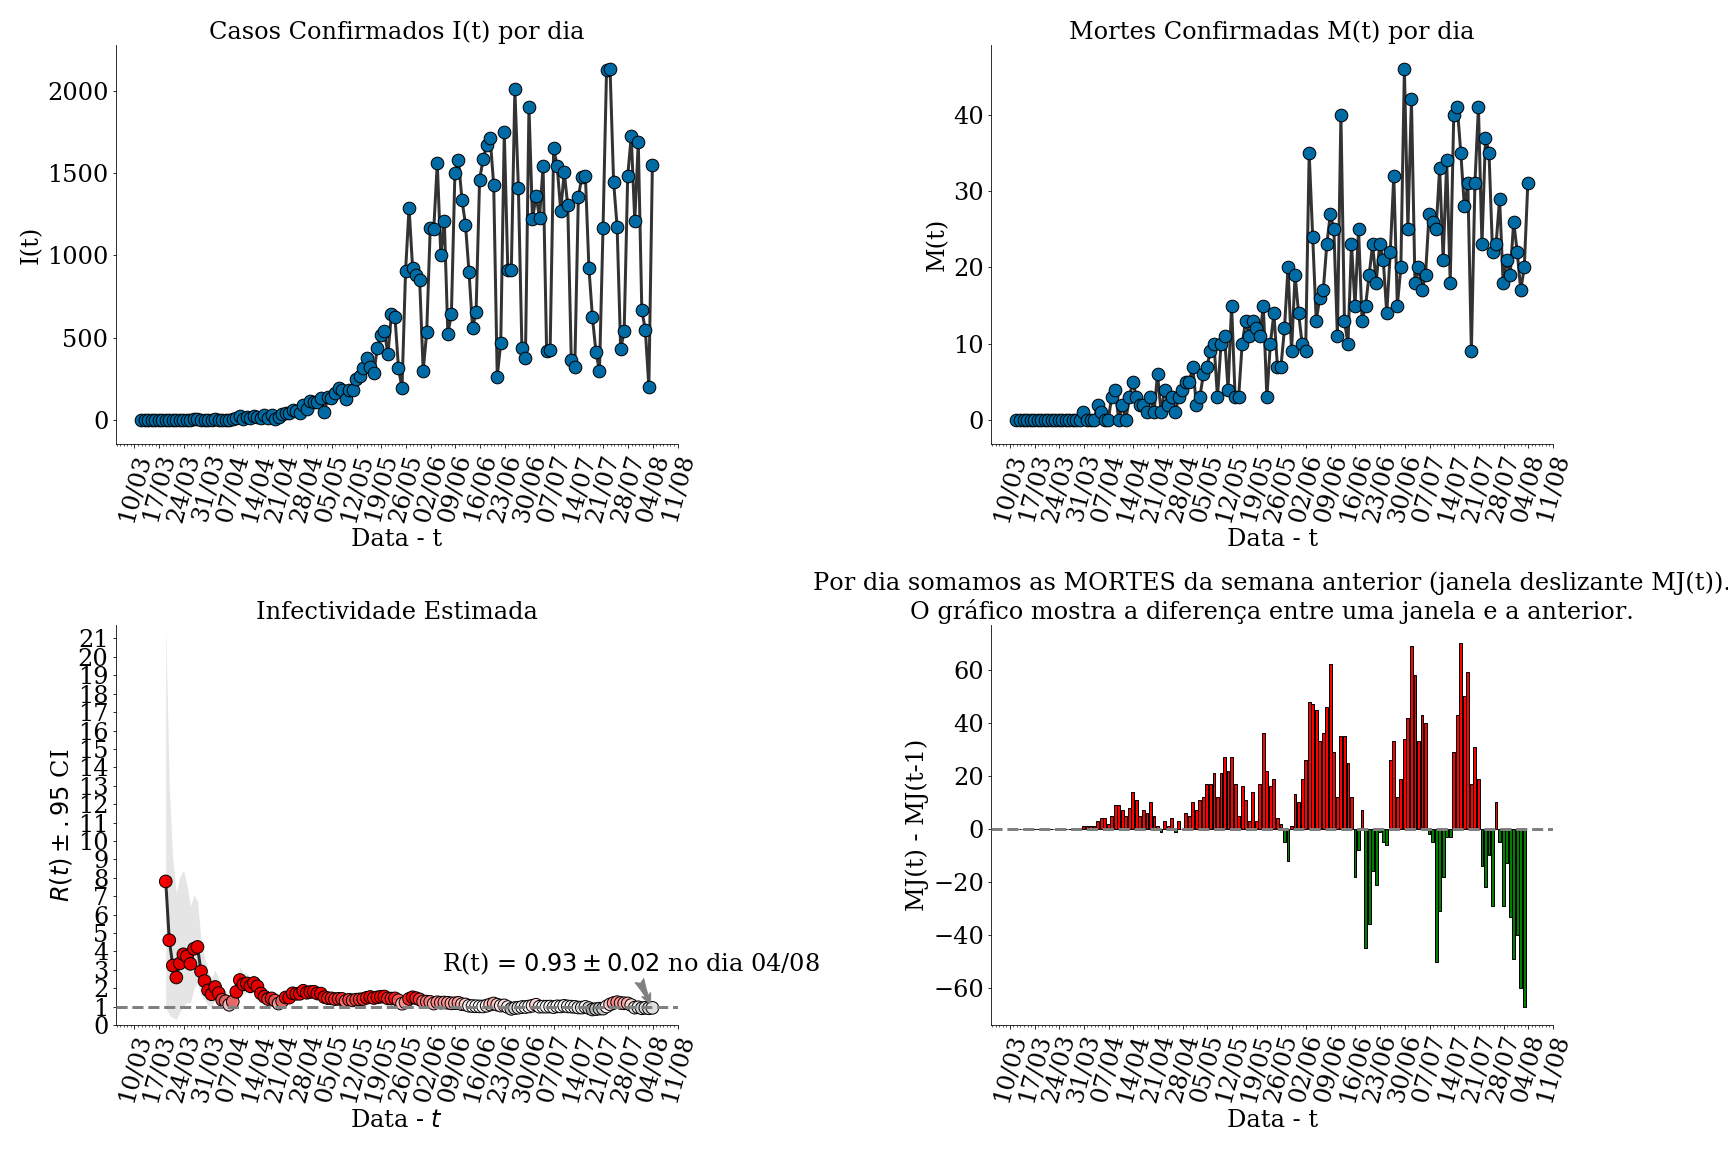 Casos Confirmados I(t) por dia
I(t)
2000
1500
1000
500
0
10/03 17/03 24/03 31/03 07/04 14/04 21/04 28/04 05/05 12/05 19/05 26/05 02/06 09/06 16/06 23/06 30/06 07/07 14/07 21/07 28/07 04/08 11/08
Data - t
Mortes Confirmadas M(t) por dia
M(t)
40
30
20
10
0
10/03 17/03 24/03 31/03 07/04 14/04 21/04 28/04 05/05 12/05 19/05 26/05 02/06 09/06 16/06 23/06 30/06 07/07 14/07 21/07 28/07 04/08 11/08
Data - t
Infectividade Estimada
R(t) ± .95 CI
21
20
19
18
17
16
15
14
13
12
11
10
9
8
7
6
5
4
3
2
1
0
R(t) = 0.93 ± 0.02 no dia 04/08
10/03 17/03 24/03 31/03 07/04 14/04 21/04 28/04 05/05 12/05 19/05 26/05 02/06 09/06 16/06 23/06 30/06 07/07 14/07 21/07 28/07 04/08 11/08
Data - t
Por dia somamos as MORTES da semana anterior (janela deslizante MJ(t)).
O gráfico mostra a diferença entre uma janela e a anterior.
MJ(t) - MJ(t-1)
60
40
20
0
−20
−40
−60
10/03 17/03 24/03 31/03 07/04 14/04 21/04 28/04 05/05 12/05 19/05 26/05 02/06 09/06 16/06 23/06 30/06 07/07 14/07 21/07 28/07 04/08 11/08
Data - t